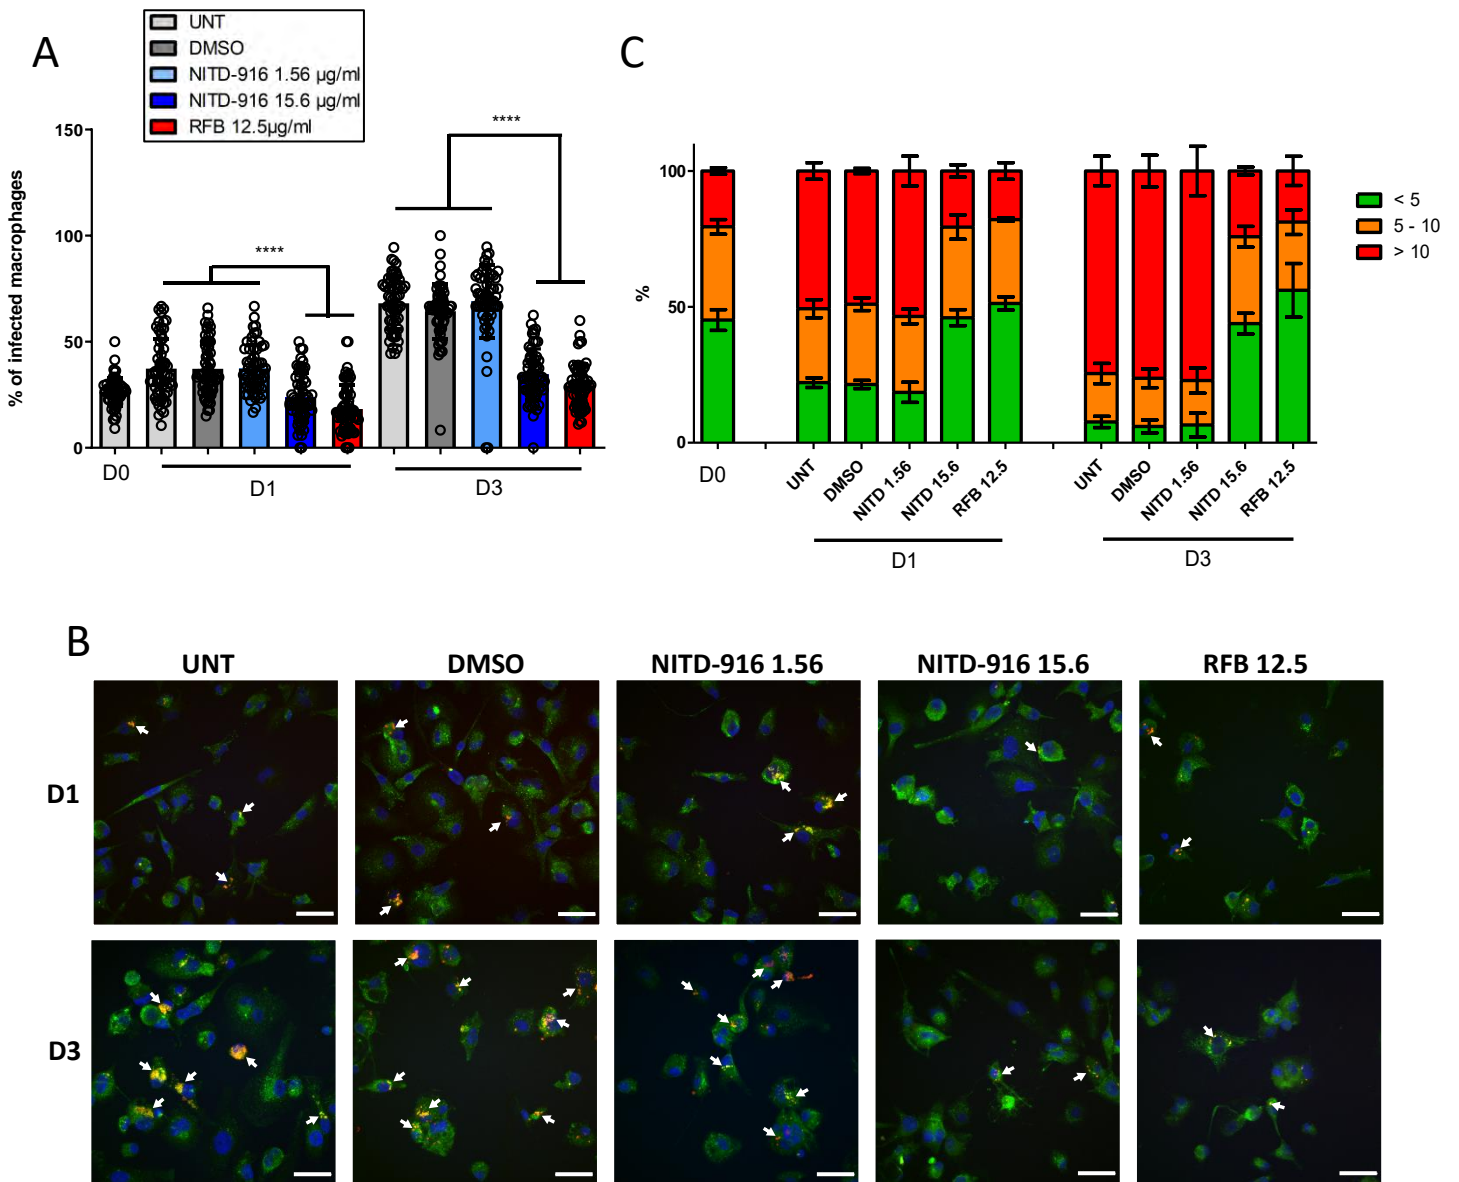 A
UNT
DMSO
NITD-916 1.56 µg/ml
NITD-916 15.6 µg/ml
RFB 12.5µg/ml
% of infected macrophages
150
100
50
0
****
****
D0
D1
D3
C
%
100
50
0
< 5
5 - 10
> 10
D0
UNT
DMSO
NITD 1.56
NITD 15.6
RFB 12.5
UNT
DMSO
NITD 1.56
NITD 15.6
RFB 12.5
D1
D3
B
UNT
DMSO
NITD-916 1.56
NITD-916 15.6
RFB 12.5
D1
D3